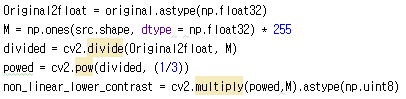 Original2float = original.astype(np.float32)
M = np.ones(src.shape, dtype = np.float32) * 255
divided = cv2.divide(Original2float, M)
powed = cv2.pow(divided, (1/3))
non_linear_lower_contrast = cv2.multiply(powed,M).astype(np.uint8)